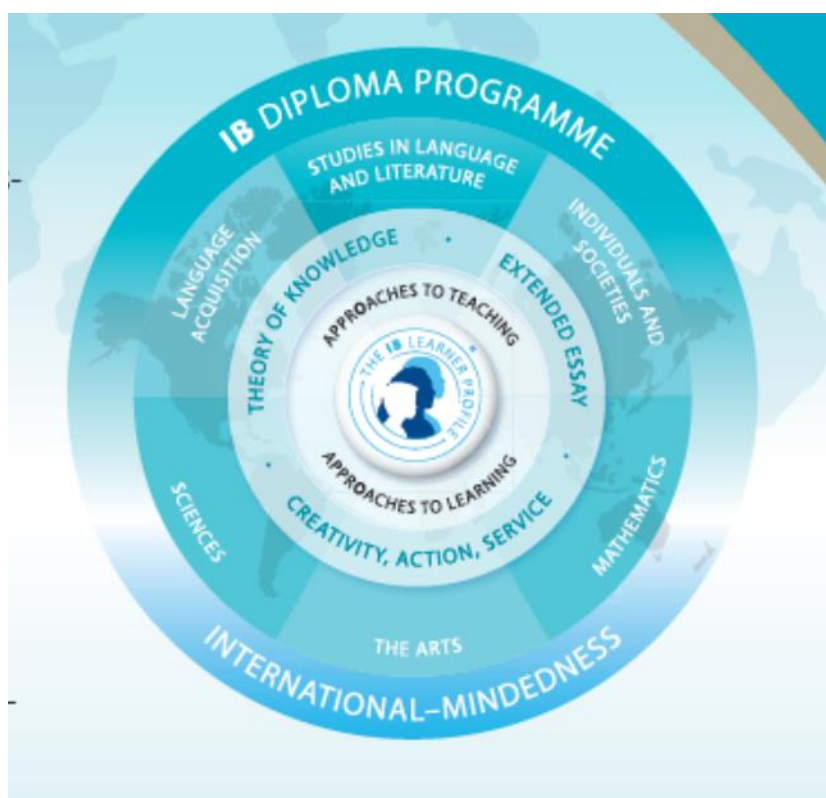 IB DIPLOMA PROGRAMME
STUDIES IN LANGUAGE
AND LITERATURE
LANGUAGE
ACQUISITION
INDIVIDUALS AND
SOCIETIES
THEORY OF KNOWLEDGE
EXTENDED ESSAY
APPROACHES TO TEACHING
THE IB LEARNER PROFILE
APPROACHES TO LEARNING
CREATIVITY, ACTION, SERVICE
SCIENCES
MATHEMATICS
THE ARTS
INTERNATIONAL–MINDEDNESS